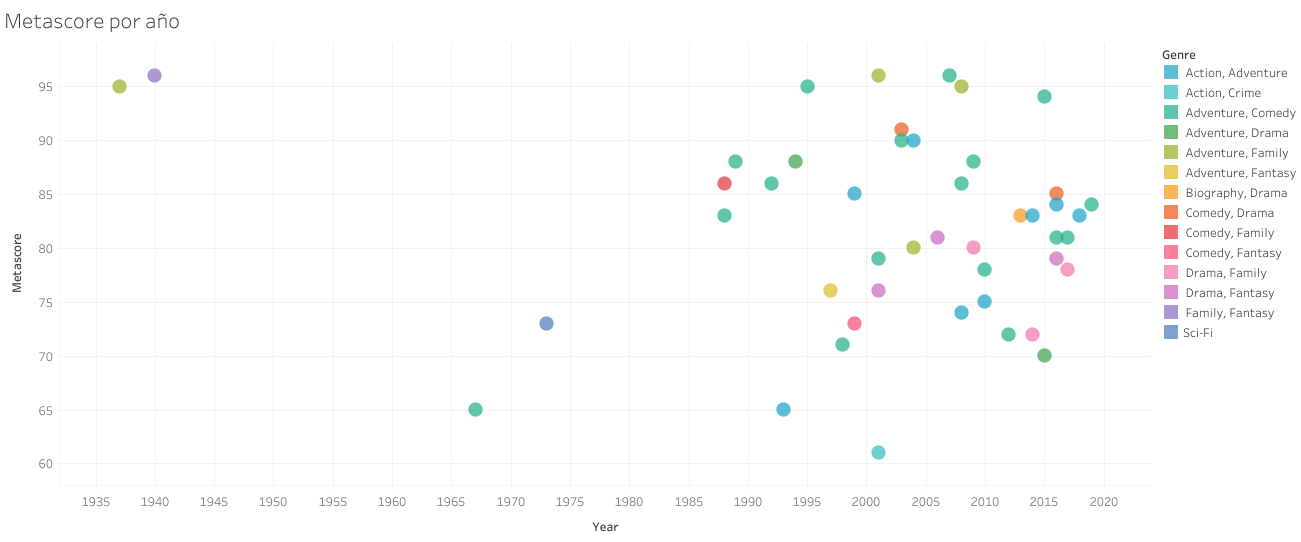 Metascore por año
Genre
Action, Adventure
Action, Crime
Adventure, Comedy
Adventure, Drama
Adventure, Family
Adventure, Fantasy
Biography, Drama
Comedy, Drama
Comedy, Family
Comedy, Fantasy
Drama, Family
Drama, Fantasy
Family, Fantasy
Sci-Fi
Metascore
95
90
85
80
75
70
65
60
1935 1940 1945 1950 1955 1960 1965 1970 1975 1980 1985 1990 1995 2000 2005 2010 2015 2020
Year